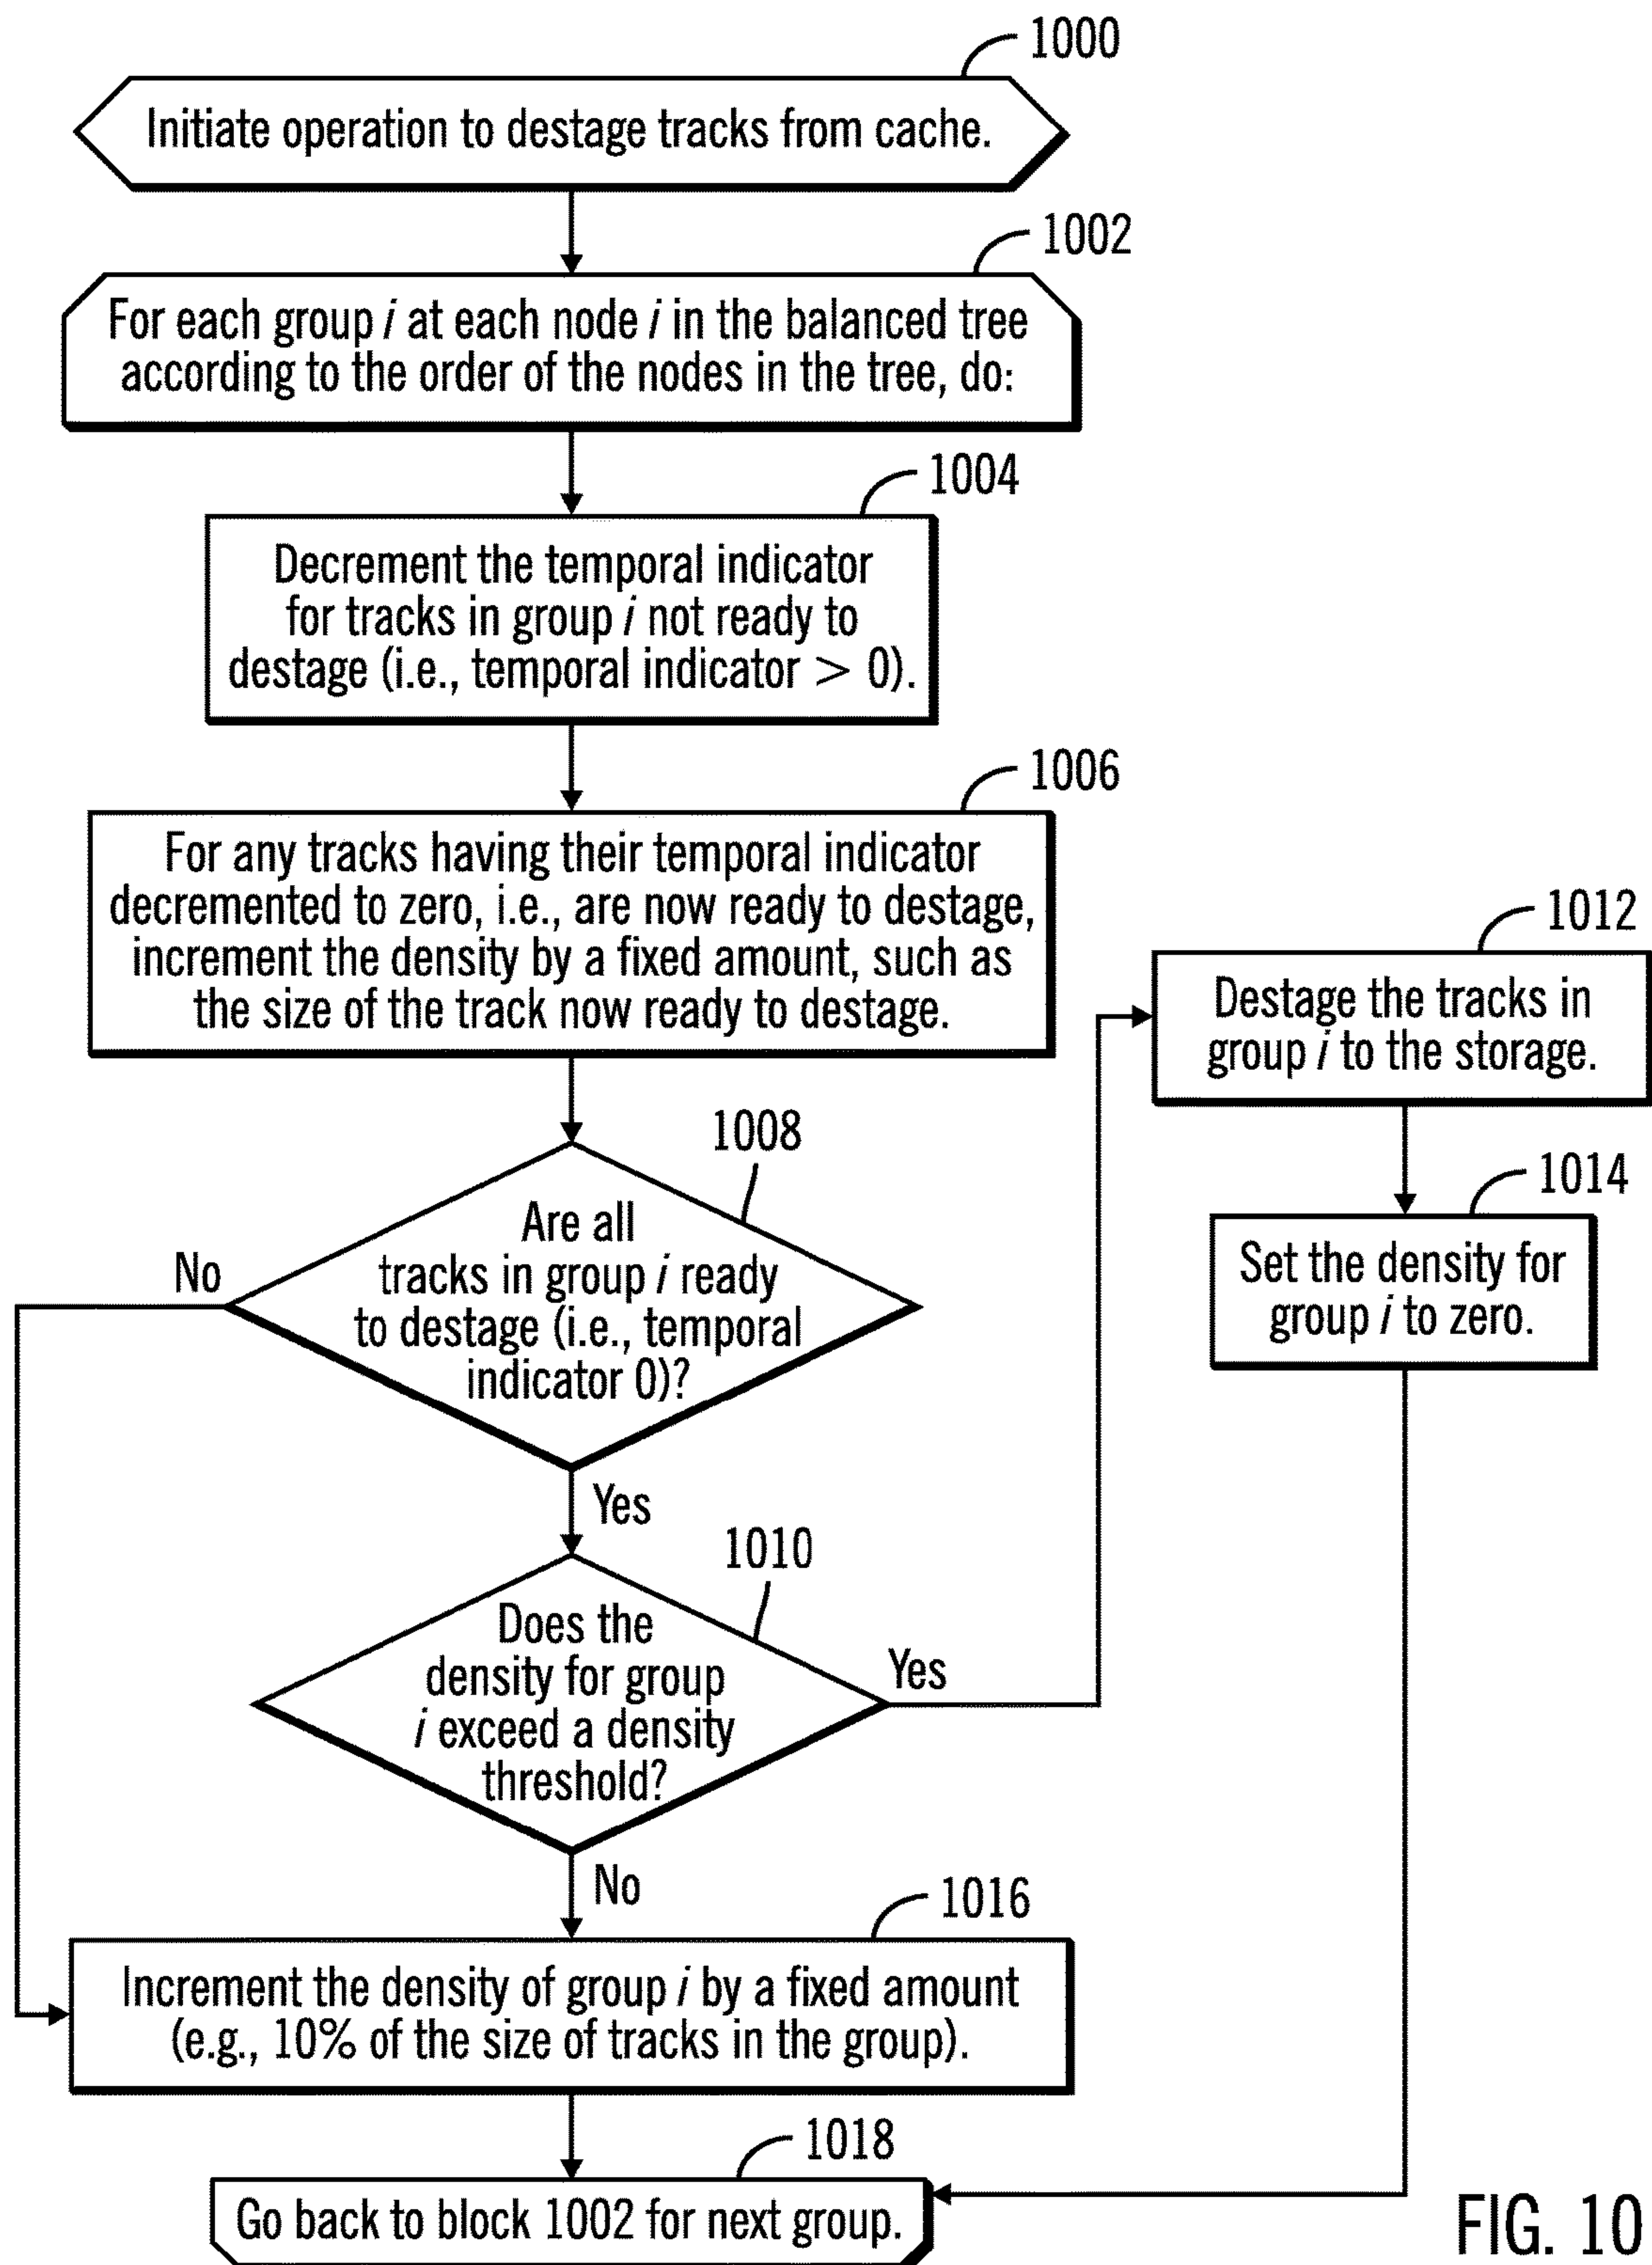 1000
Initiate operation to destage tracks from cache.
1002
For each group i at each node i in the balanced tree
according to the order of the nodes in the tree, do:
1004
Decrement the temporal indicator
for tracks in group i not ready to
destage (i.e., temporal indicator > 0).
1006
For any tracks having their temporal indicator
decremented to zero, i.e., are now ready to destage,
increment the density by a fixed amount, such as
the size of the track now ready to destage.
1008
Are all
tracks in group i ready
to destage (i.e., temporal
indicator 0)?
No
Yes
1010
Does the
density for group
i exceed a density
threshold?
Yes
No
1012
Destage the tracks in
group i to the storage.
1014
Set the density for
group i to zero.
1016
Increment the density of group i by a fixed amount
(e.g., 10% of the size of tracks in the group).
1018
Go back to block 1002 for next group.
FIG. 10